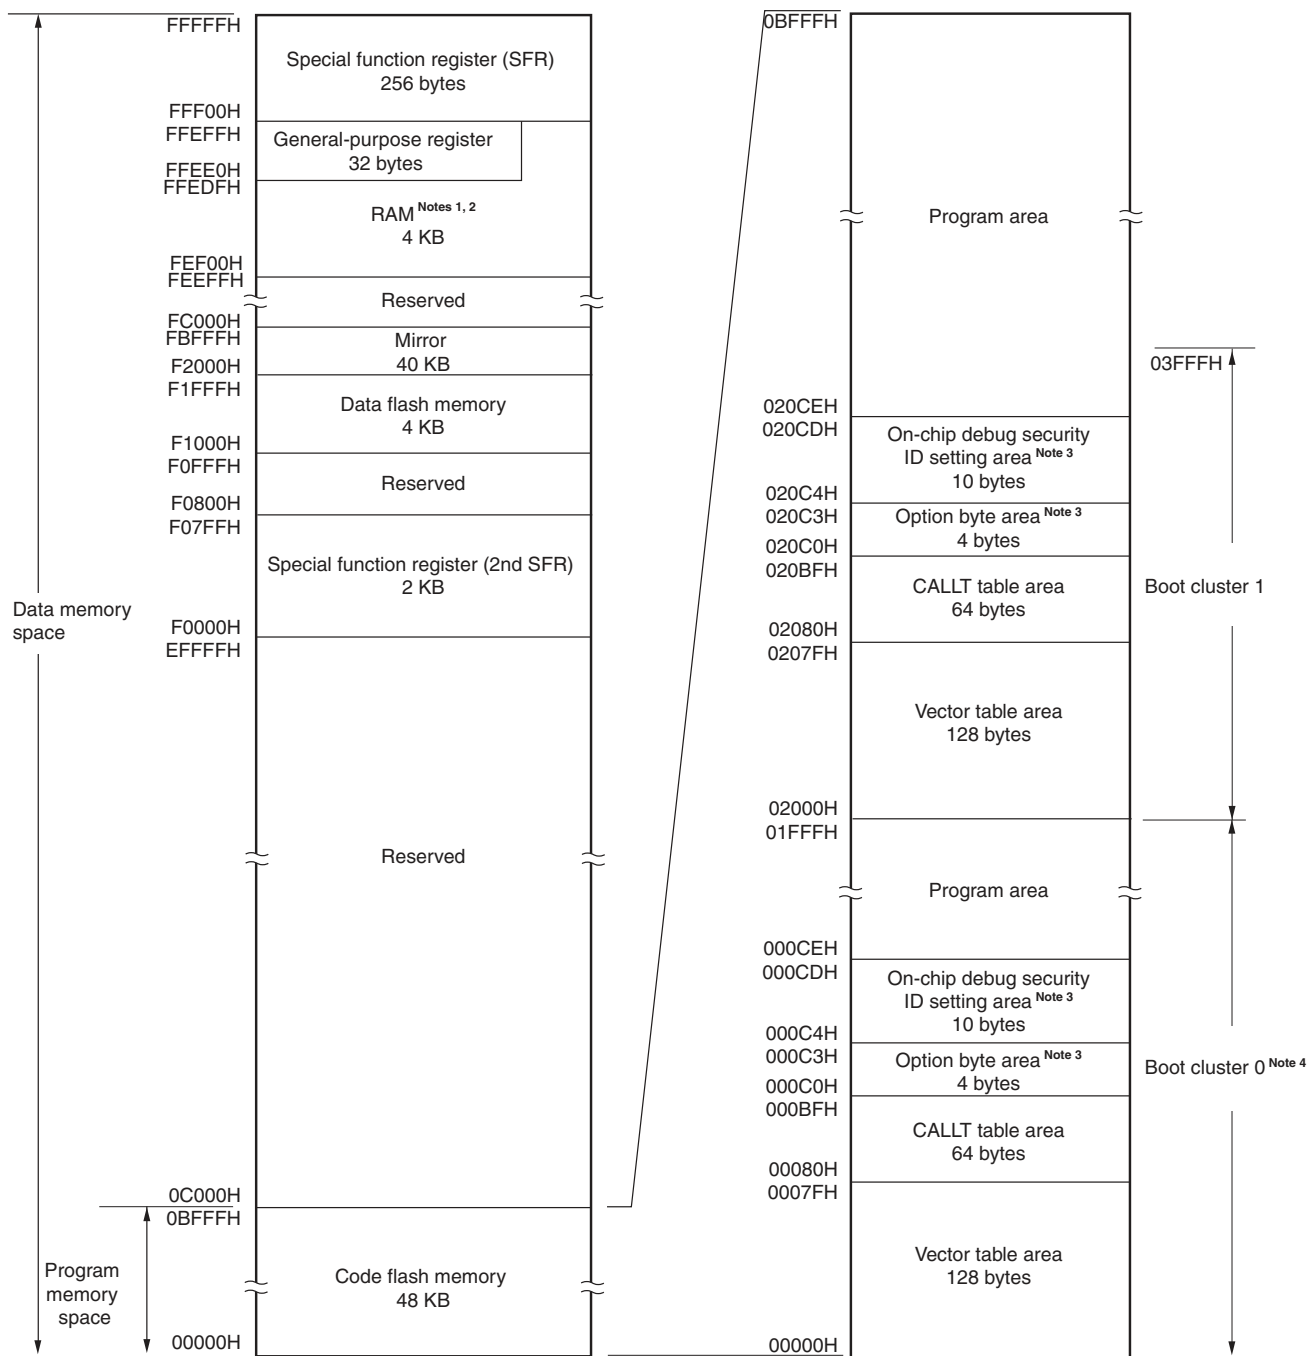 FFFFFH
Special function register (SFR)
256 bytes
FFF00H
FFEFFH
General-purpose register
32 bytes
FFEE0H
FFEDFH
RAM Notes 1, 2
4 KB
FEF00H
FEEFFH
Reserved
FC000H
FBFFFH
Mirror
40 KB
F2000H
F1FFFH
Data flash memory
4 KB
F1000H
F0FFFH
Reserved
F0800H
F07FFH
Special function register (2nd SFR)
2 KB
F0000H
EFFFFH
Data memory
space
Reserved
0C000H
0BFFFH
Program
memory
space
Code flash memory
48 KB
00000H
0BFFFH
Program area
03FFFH
020CEH
020CDH
On-chip debug security
ID setting area Note 3
10 bytes
020C4H
020C3H
Option byte area Note 3
4 bytes
020C0H
020BFH
CALLT table area
64 bytes
Boot cluster 1
02080H
0207FH
Vector table area
128 bytes
02000H
01FFFH
Program area
000CEH
000CDH
On-chip debug security
ID setting area Note 3
10 bytes
000C4H
000C3H
Option byte area Note 3
4 bytes
Boot cluster 0 Note 4
000C0H
000BFH
CALLT table area
64 bytes
00080H
0007FH
Vector table area
128 bytes
00000H